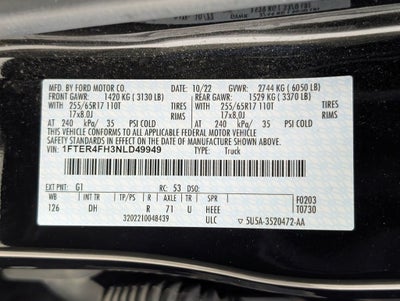 MFD. BY FORD MOTOR CO. DATE: 10/22 GVWR: 2744 KG ( 6050 LB)
FRONT GAWR: 1420 KG ( 3130 LB) REAR GAWR: 1529 KG ( 3370 LB)
WITH 255/65R17 110T TIRES WITH 255/65R17 110T TIRES
17x8.0J RIMS 17x8.0J RIMS
AT 240 kPa/ 35 PSI COLD AT 240 kPa/ 35 PSI COLD
THIS VEHICLE CONFORMS TO ALL APPLICABLE FEDERAL MOTOR VEHICLE
SAFETY STANDARDS IN EFFECT ON THE DATE OF MANUFACTURE SHOWN ABOVE.
VIN: 1FTER4FH3NLD49949 TYPE: Truck
EXT PNT: G1 RC: 53 DSO: F0203
WB INT TR TP/PS R AXLE TR SPR T0730
126 DH R 71 U HEEE
3202210048439 ULC 5U5A-3520472-AA